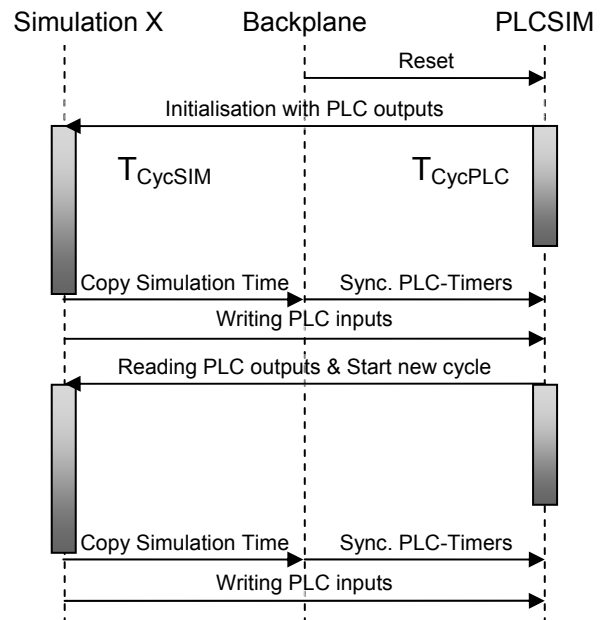 Simulation X Backplane PLCSIM
Reset
Initialisation with PLC outputs
TCycSIM TCycPLC
Copy Simulation Time Sync. PLC-Timers
Writing PLC inputs
Reading PLC outputs & Start new cycle
Copy Simulation Time Sync. PLC-Timers
Writing PLC inputs